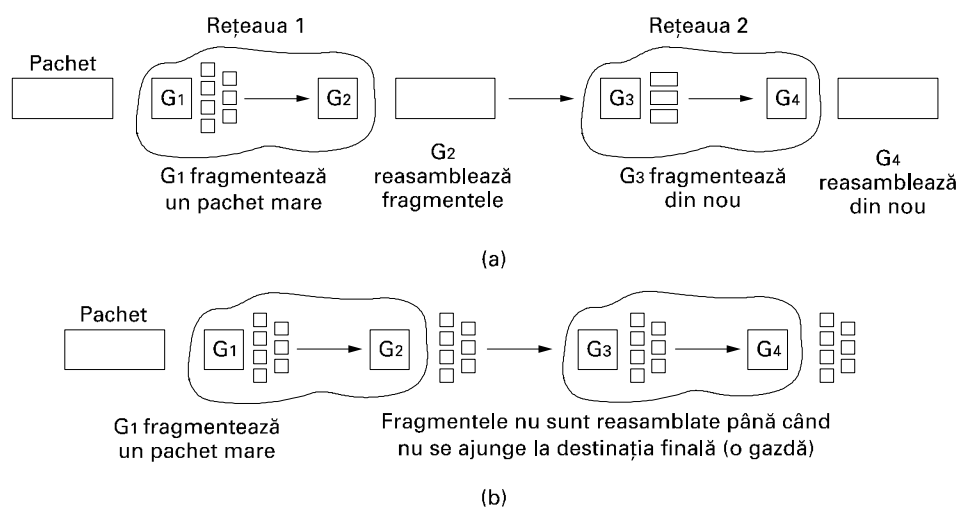 Rețeaua 1
Rețeaua 2
Pachet
G1
G2
G3
G4
G1 fragmentează
un pachet mare
G2
reasamblează
fragmentele
G3 fragmentează
din nou
G4
reasamblează
din nou
(a)
Pachet
G1
G2
G3
G4
G1 fragmentează
un pachet mare
Fragmentele nu sunt reasamblate până când
nu se ajunge la destinația finală (o gazdă)
(b)